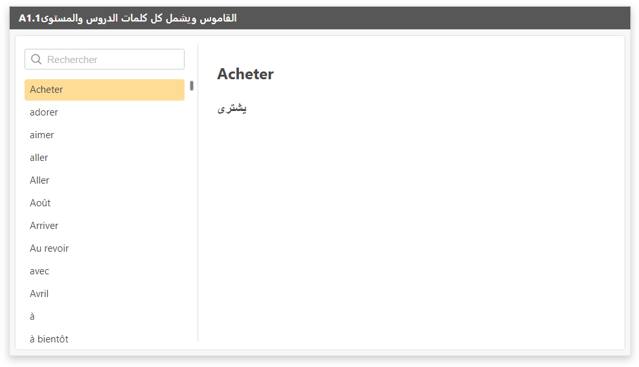 القاموس ويشمل كل كلمات الدروس والمستوىA1.1
Rechercher
Acheter
adorer
aimer
aller
Aller
Août
Arriver
Au revoir
avec
Avril
à
à bientôt
Acheter
يشترى